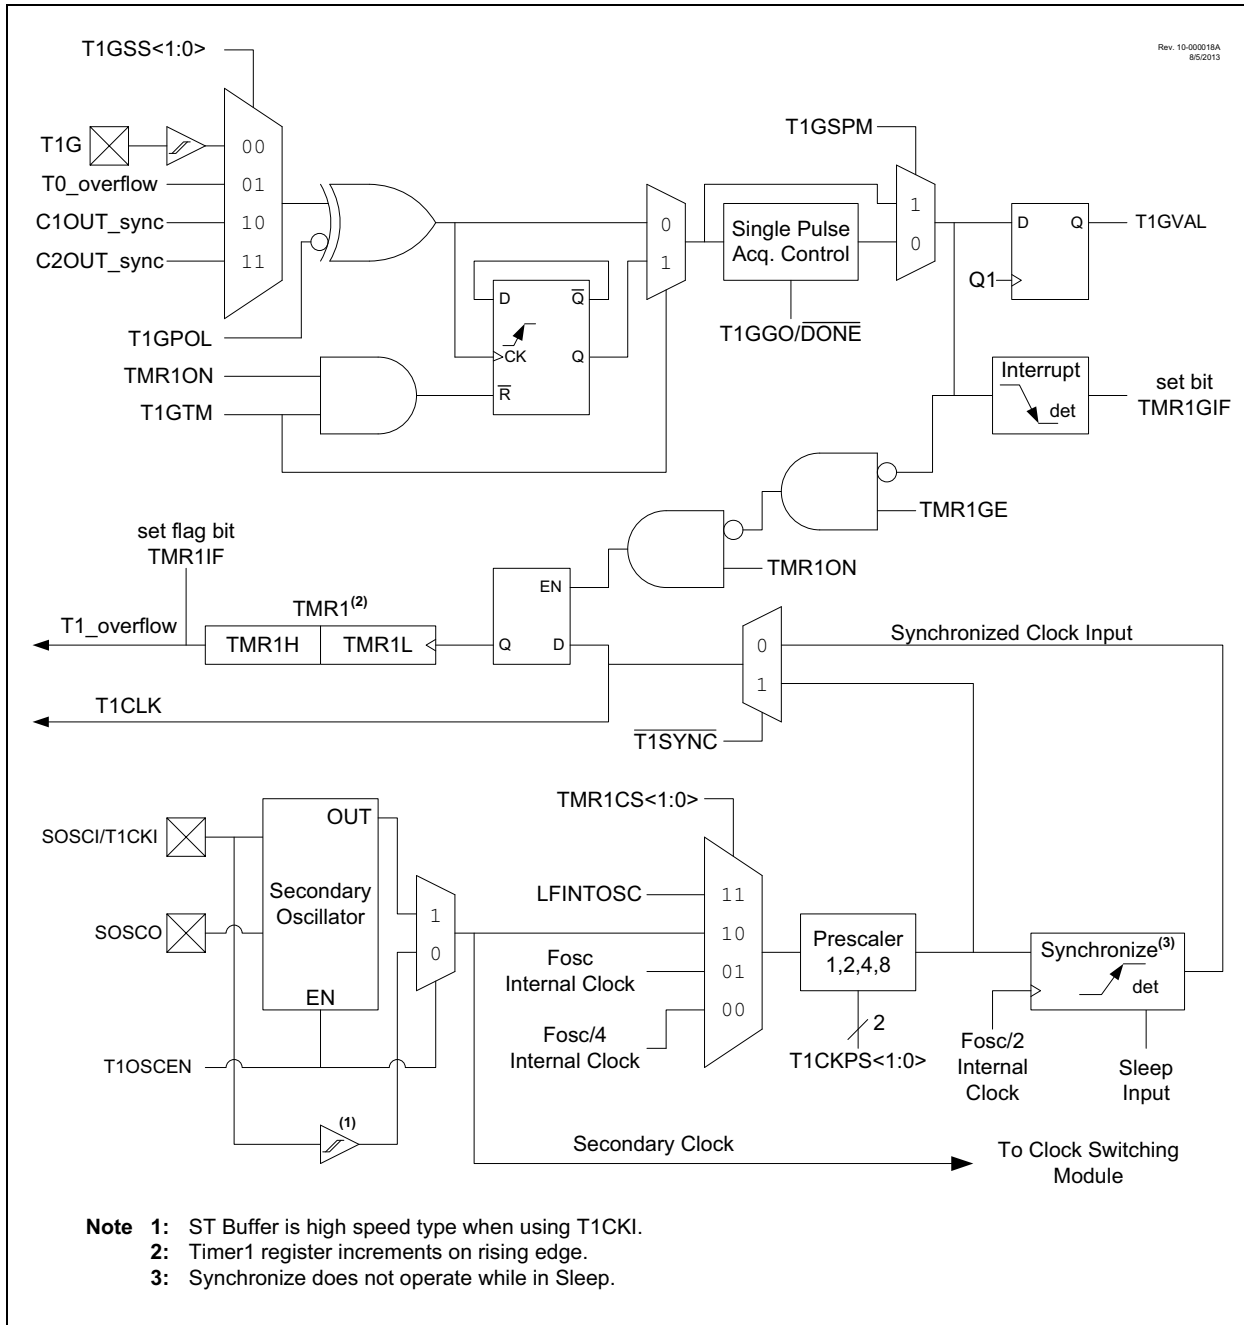 Rev. 10-000018A
8/5/2013
T1GSS<1:0>
T1G
T0_overflow
C1OUT_sync
C2OUT_sync
00
01
10
11
T1GPOL
TMR1ON
T1GTM
D
Q
CK
Q
R
0
1
Single Pulse
Acq. Control
T1GGO/DONE
T1GSPM
1
0
D
Q
Q1
T1GVAL
Interrupt
det
set bit
TMR1GIF
TMR1GE
TMR1ON
set flag bit
TMR1IF
T1_overflow
TMR1(2)
TMR1H
TMR1L
EN
Q
D
T1CLK
0
1
T1SYNC
Synchronized Clock Input
SOSCI/T1CKI
SOSCO
OUT
Secondary
Oscillator
EN
T1OSCEN
(1)
1
0
TMR1CS<1:0>
LFINTOSC
Fosc
Internal Clock
Fosc/4
Internal Clock
11
10
01
00
Prescaler
1,2,4,8
2
T1CKPS<1:0>
Synchronize(3)
det
Fosc/2
Internal
Clock
Sleep
Input
Secondary Clock
To Clock Switching
Module
Note 1: ST Buffer is high speed type when using T1CKI.
2: Timer1 register increments on rising edge.
3: Synchronize does not operate while in Sleep.